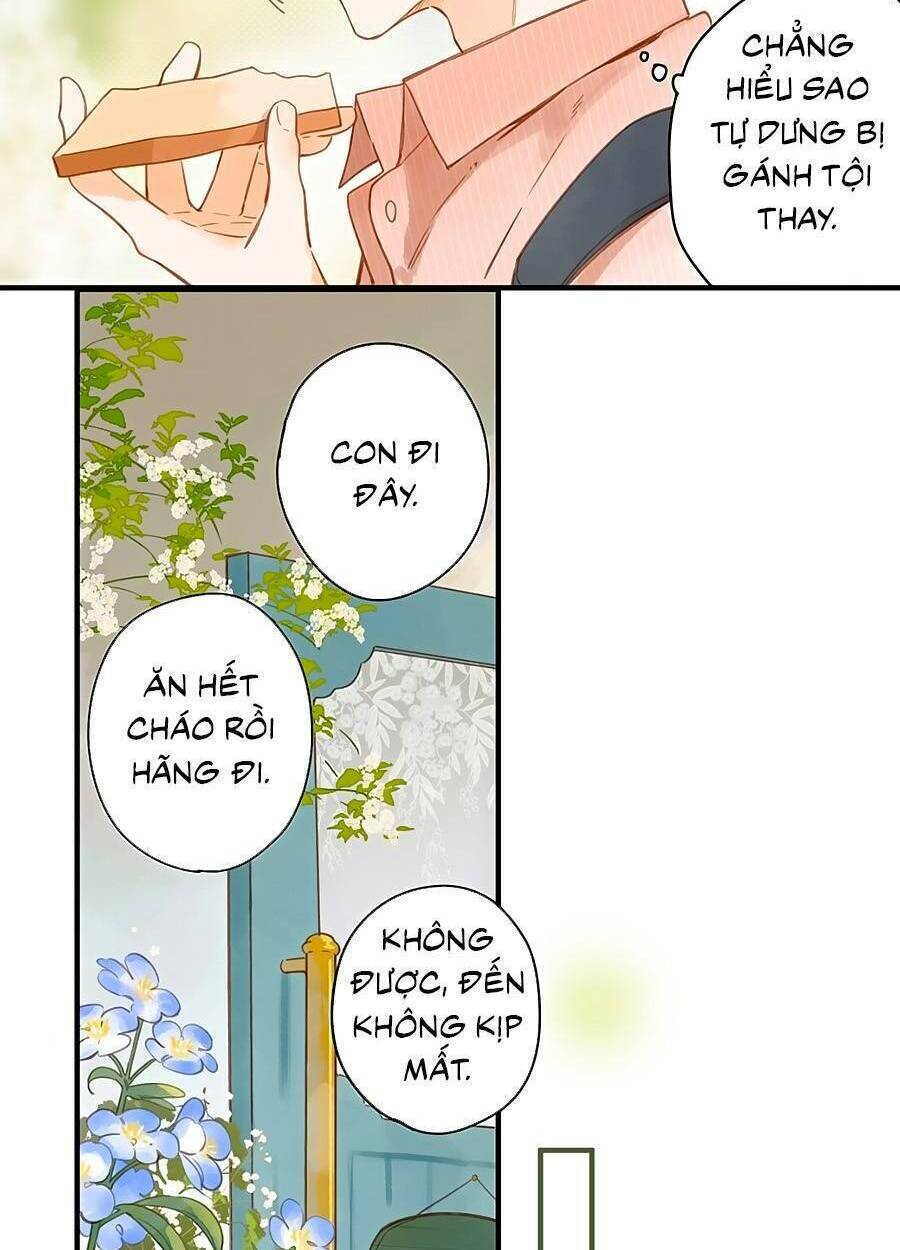 CHẲNG
HIỂU SAO
TỰ DƯNG BỊ
GÁNH TỘI
THAY.
CON ĐI
ĐÂY.
ĂN HẾT
CHÁO RỒI
HÃNG ĐI.
KHÔNG
ĐƯỢC, ĐẾN
KHÔNG KỊP
MẤT.